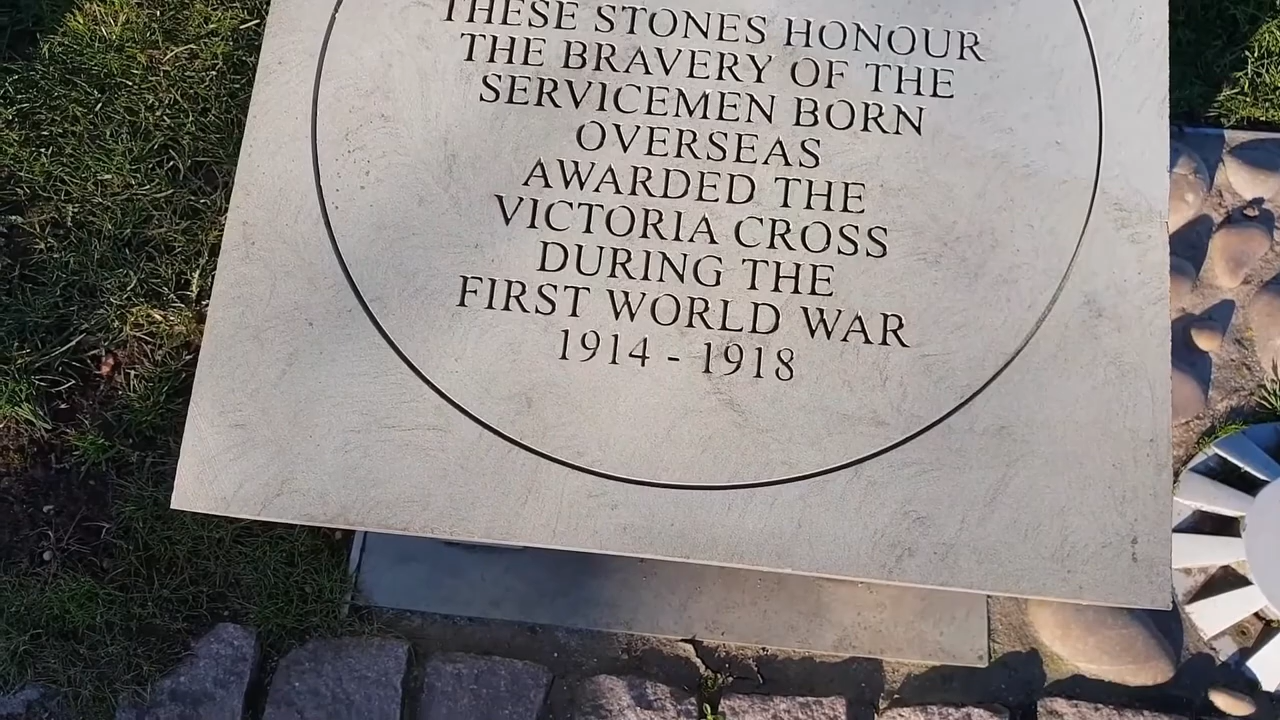 THESE STONES HONOUR
THE BRAVERY OF THE
SERVICEMEN BORN
OVERSEAS
AWARDED THE
VICTORIA CROSS
DURING THE
FIRST WORLD WAR
1914 - 1918